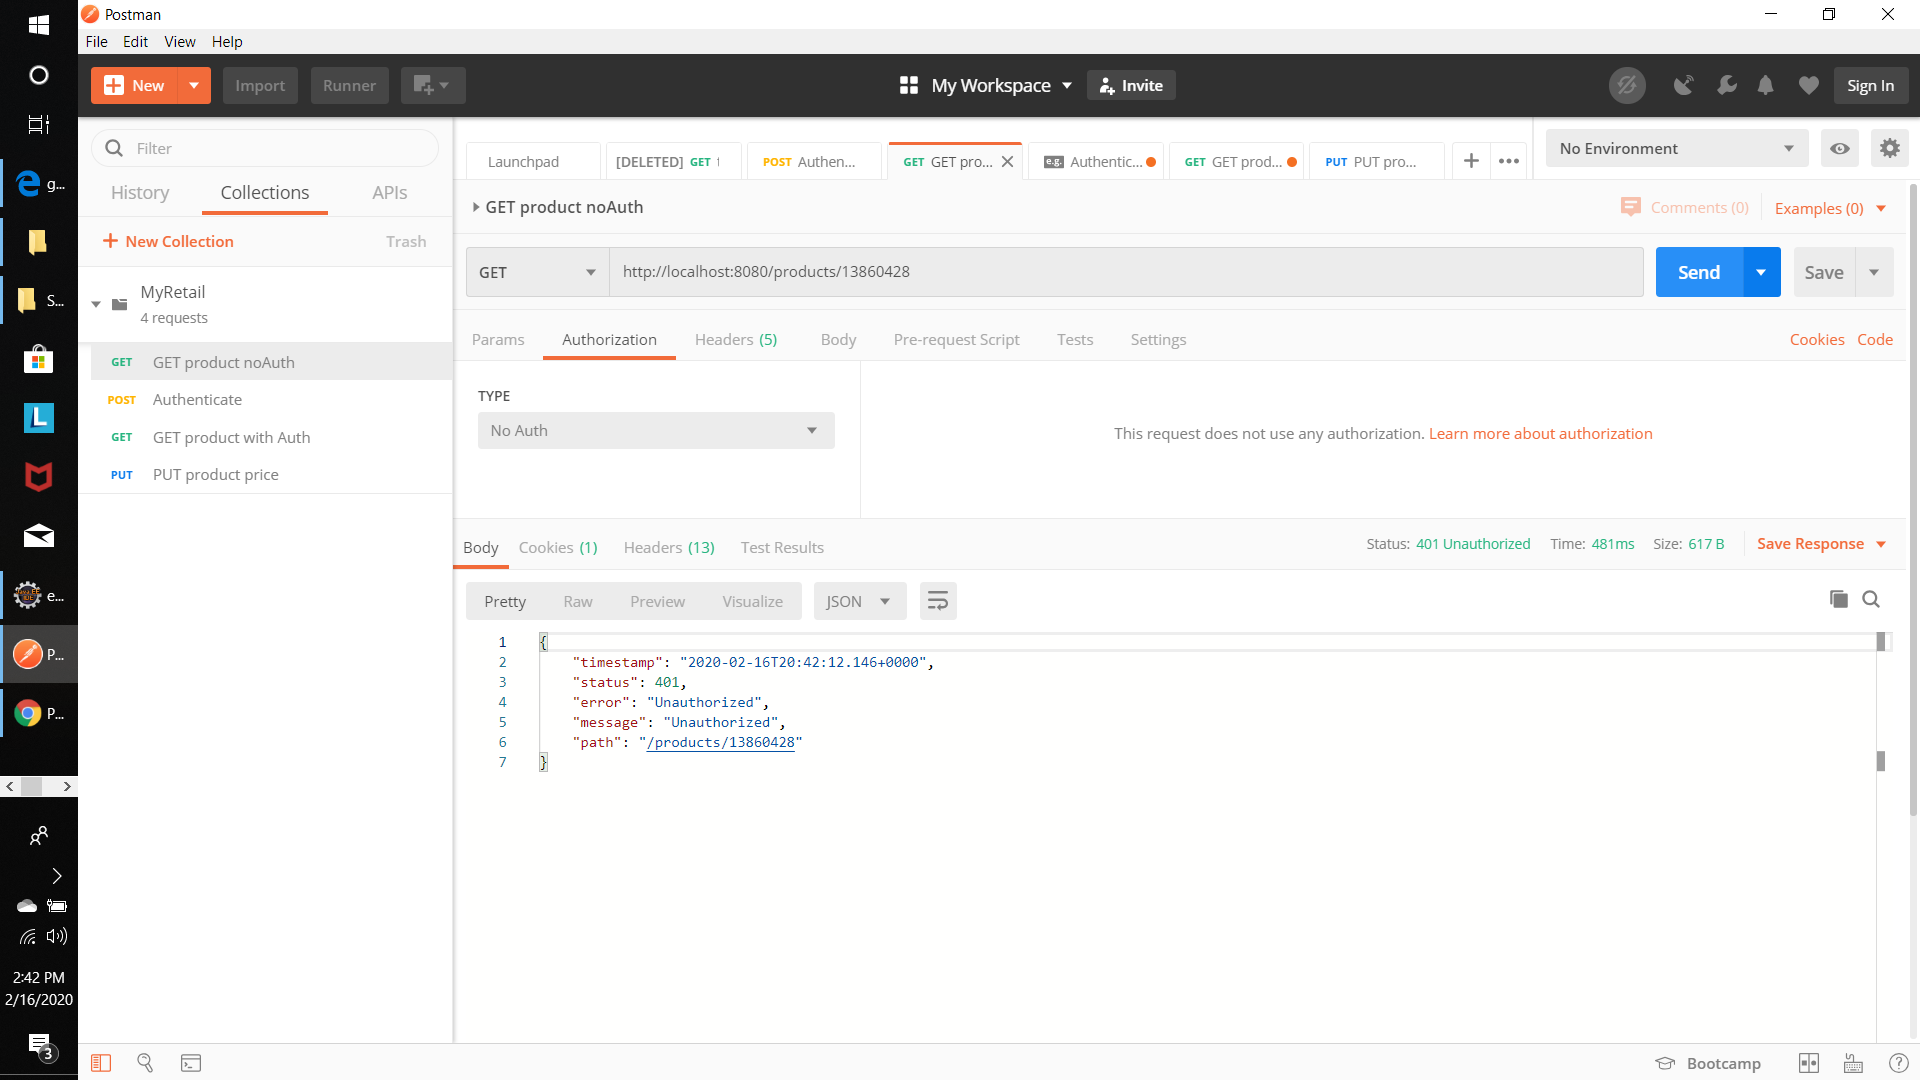 Postman
File Edit View Help
New Import Runner My Workspace Invite Sign In
Filter
History Collections APIs
New Collection Trash
MyRetail
4 requests
GET GET product noAuth
POST Authenticate
GET GET product with Auth
PUT PUT product price
Launchpad [DELETED] GET POST Authen... GET GET pro... e.g. Authentic... GET GET prod... PUT PUT pro... No Environment
GET product noAuth Comments (0) Examples (0)
GET http://localhost:8080/products/13860428 Send Save
Params Authorization Headers (5) Body Pre-request Script Tests Settings Cookies Code
TYPE
No Auth
This request does not use any authorization. Learn more about authorization
Body Cookies (1) Headers (13) Test Results Status: 401 Unauthorized Time: 481ms Size: 617 B Save Response
Pretty Raw Preview Visualize JSON
1 {
2 "timestamp": "2020-02-16T20:42:12.146+0000",
3 "status": 401,
4 "error": "Unauthorized",
5 "message": "Unauthorized",
6 "path": "/products/13860428"
7 }
Bootcamp
g...
S...
L
e...
P...
P...
2:42 PM
2/16/2020
3